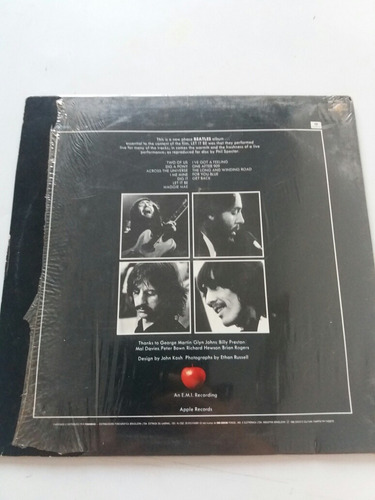 This is a new phase BEATLES album
essential to the content of the film, LET IT BE was that they performed
live for many of the tracks; in comes the warmth and the freshness of a live
performance; as reproduced for disc by Phil Spector.
TWO OF US I'VE GOT A FEELING
DIG A PONY ONE AFTER 909
ACROSS THE UNIVERSE THE LONG AND WINDING ROAD
I ME MINE FOR YOU BLUE
DIG IT GET BACK
LET IT BE
MAGGIE MAE
Thanks to George Martin Glyn Johns Billy Preston
Mal Davies Peter Bown Richard Hewson Brian Rogers
Design by John Kosh Photographs by Ethan Russell
An E.M.I. Recording
Apple Records